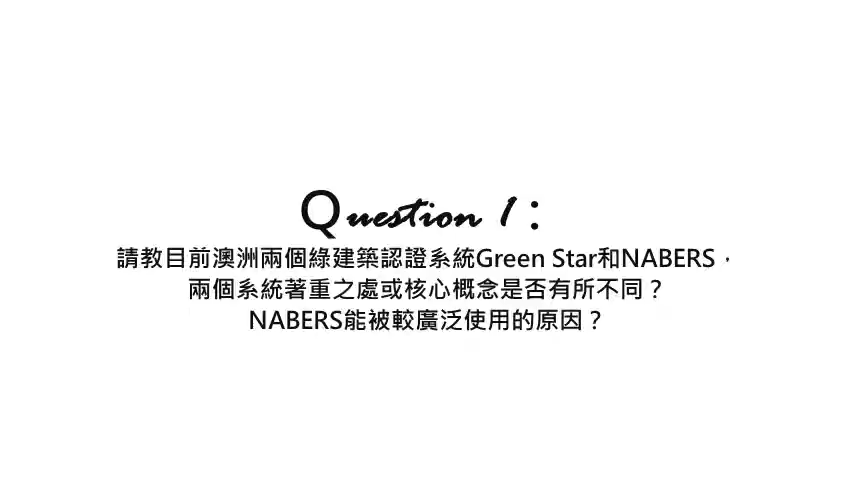 Question 1:
請教目前澳洲兩個綠建築認證系統Green Star和NABERS，
兩個系統著重之處或核心概念是否有所不同？
NABERS能被較廣泛使用的原因？